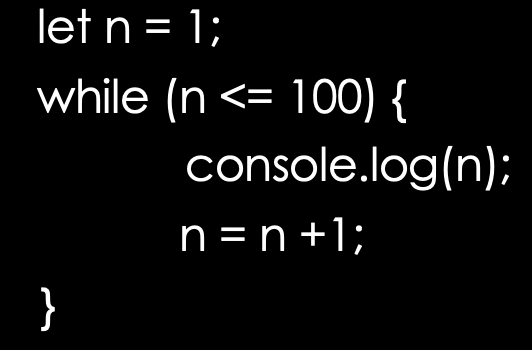 let n = 1;
while (n <= 100) {
console.log(n);
n = n +1;
}